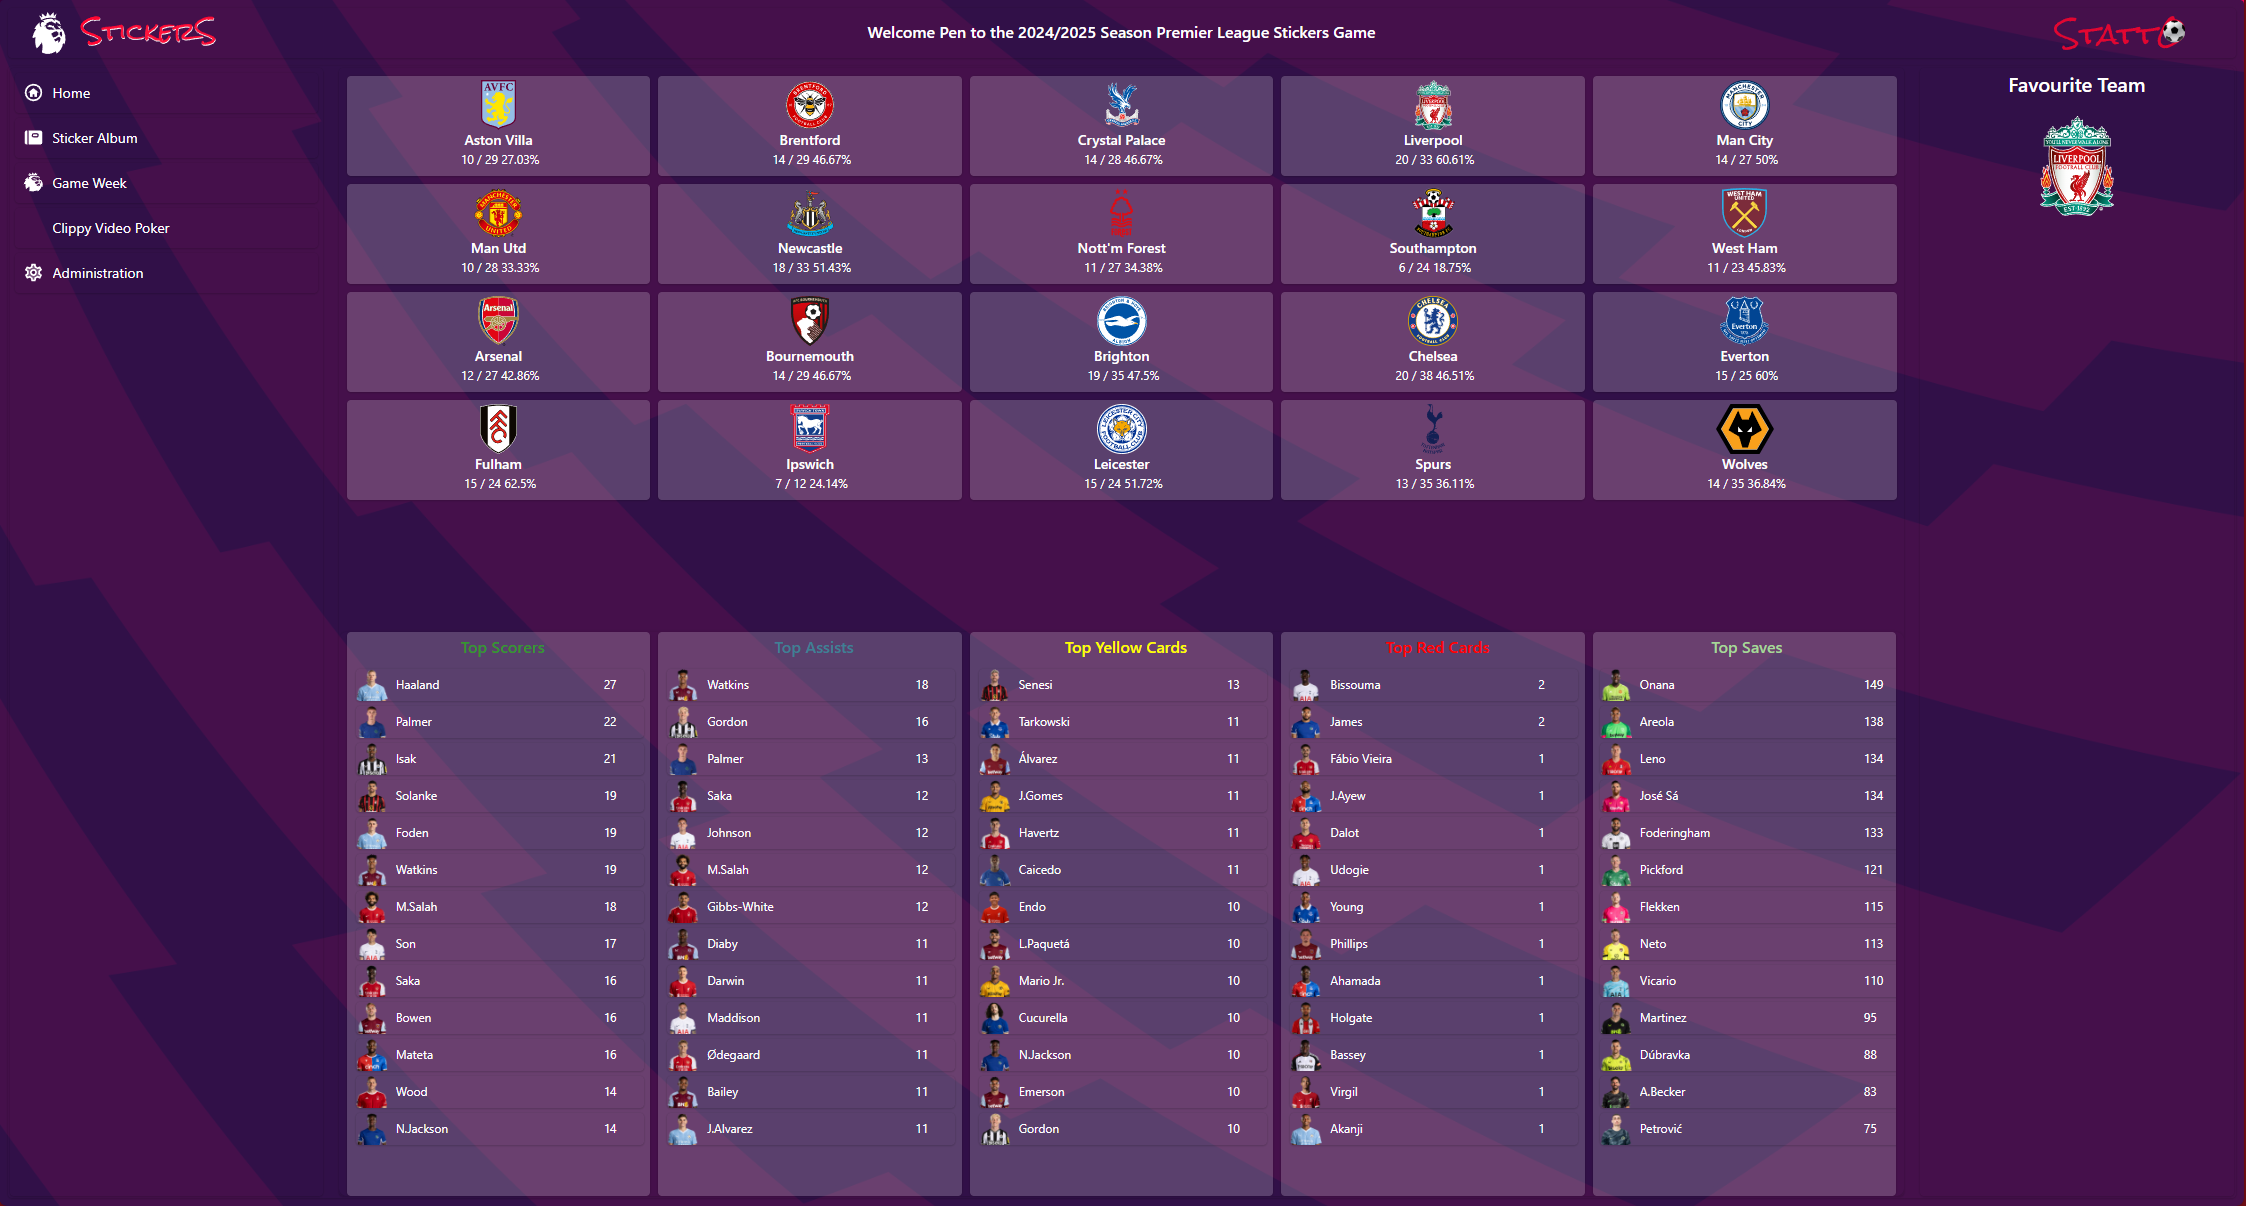 StickerS
Welcome Pen to the 2024/2025 Season Premier League Stickers Game
Statto
Home
Sticker Album
Game Week
Clippy Video Poker
Administration
Favourite Team
Aston Villa
10 / 29 27.03%
Brentford
14 / 29 46.67%
Crystal Palace
14 / 28 46.67%
Liverpool
20 / 33 60.61%
Man City
14 / 27 50%
Man Utd
10 / 28 33.33%
Newcastle
18 / 33 51.43%
Nott'm Forest
11 / 27 34.38%
Southampton
6 / 24 18.75%
West Ham
11 / 23 45.83%
Arsenal
12 / 27 42.86%
Bournemouth
14 / 29 46.67%
Brighton
19 / 35 47.5%
Chelsea
20 / 38 46.51%
Everton
15 / 25 60%
Fulham
15 / 24 62.5%
Ipswich
7 / 12 24.14%
Leicester
15 / 24 51.72%
Spurs
13 / 35 36.11%
Wolves
14 / 35 36.84%
Top Scorers
Haaland 27
Palmer 22
Isak 21
Solanke 19
Foden 19
Watkins 19
M.Salah 18
Son 17
Saka 16
Bowen 16
Mateta 16
Wood 14
N.Jackson 14
Top Assists
Watkins 18
Gordon 16
Palmer 13
Saka 12
Johnson 12
M.Salah 12
Gibbs-White 12
Diaby 11
Darwin 11
Maddison 11
Ødegaard 11
Bailey 11
J.Alvarez 11
Top Yellow Cards
Senesi 13
Tarkowski 11
Álvarez 11
J.Gomes 11
Havertz 11
Caicedo 11
Endo 10
L.Paquetá 10
Mario Jr. 10
Cucurella 10
N.Jackson 10
Emerson 10
Gordon 10
Top Red Cards
Bissouma 2
James 2
Fábio Vieira 1
J.Ayew 1
Dalot 1
Udogie 1
Young 1
Phillips 1
Ahamada 1
Holgate 1
Bassey 1
Virgil 1
Akanji 1
Top Saves
Onana 149
Areola 138
Leno 134
José Sá 134
Foderingham 133
Pickford 121
Flekken 115
Neto 113
Vicario 110
Martinez 95
Dúbravka 88
A.Becker 83
Petrović 75